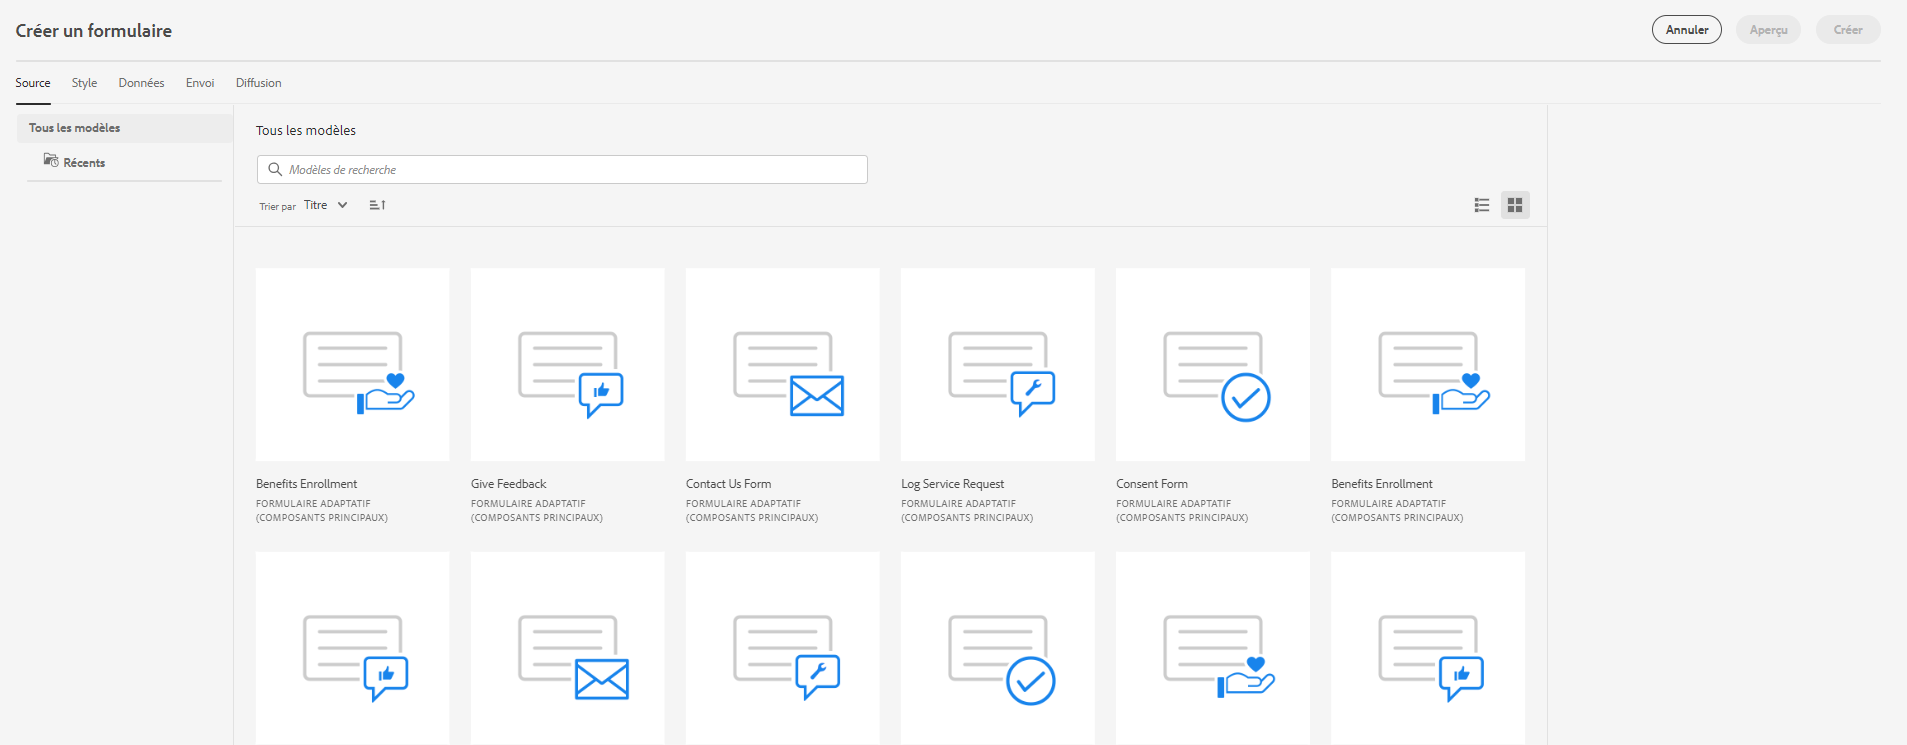 Créer un formulaire
Annuler
Aperçu
Créer
Source
Style
Données
Envoi
Diffusion
Tous les modèles
Récents
Tous les modèles
Modèles de recherche
Trier par
Titre
Benefits Enrollment
FORMULAIRE ADAPTATIF
(COMPOSANTS PRINCIPAUX)
Give Feedback
FORMULAIRE ADAPTATIF
(COMPOSANTS PRINCIPAUX)
Contact Us Form
FORMULAIRE ADAPTATIF
(COMPOSANTS PRINCIPAUX)
Log Service Request
FORMULAIRE ADAPTATIF
(COMPOSANTS PRINCIPAUX)
Consent Form
FORMULAIRE ADAPTATIF
(COMPOSANTS PRINCIPAUX)
Benefits Enrollment
FORMULAIRE ADAPTATIF
(COMPOSANTS PRINCIPAUX)